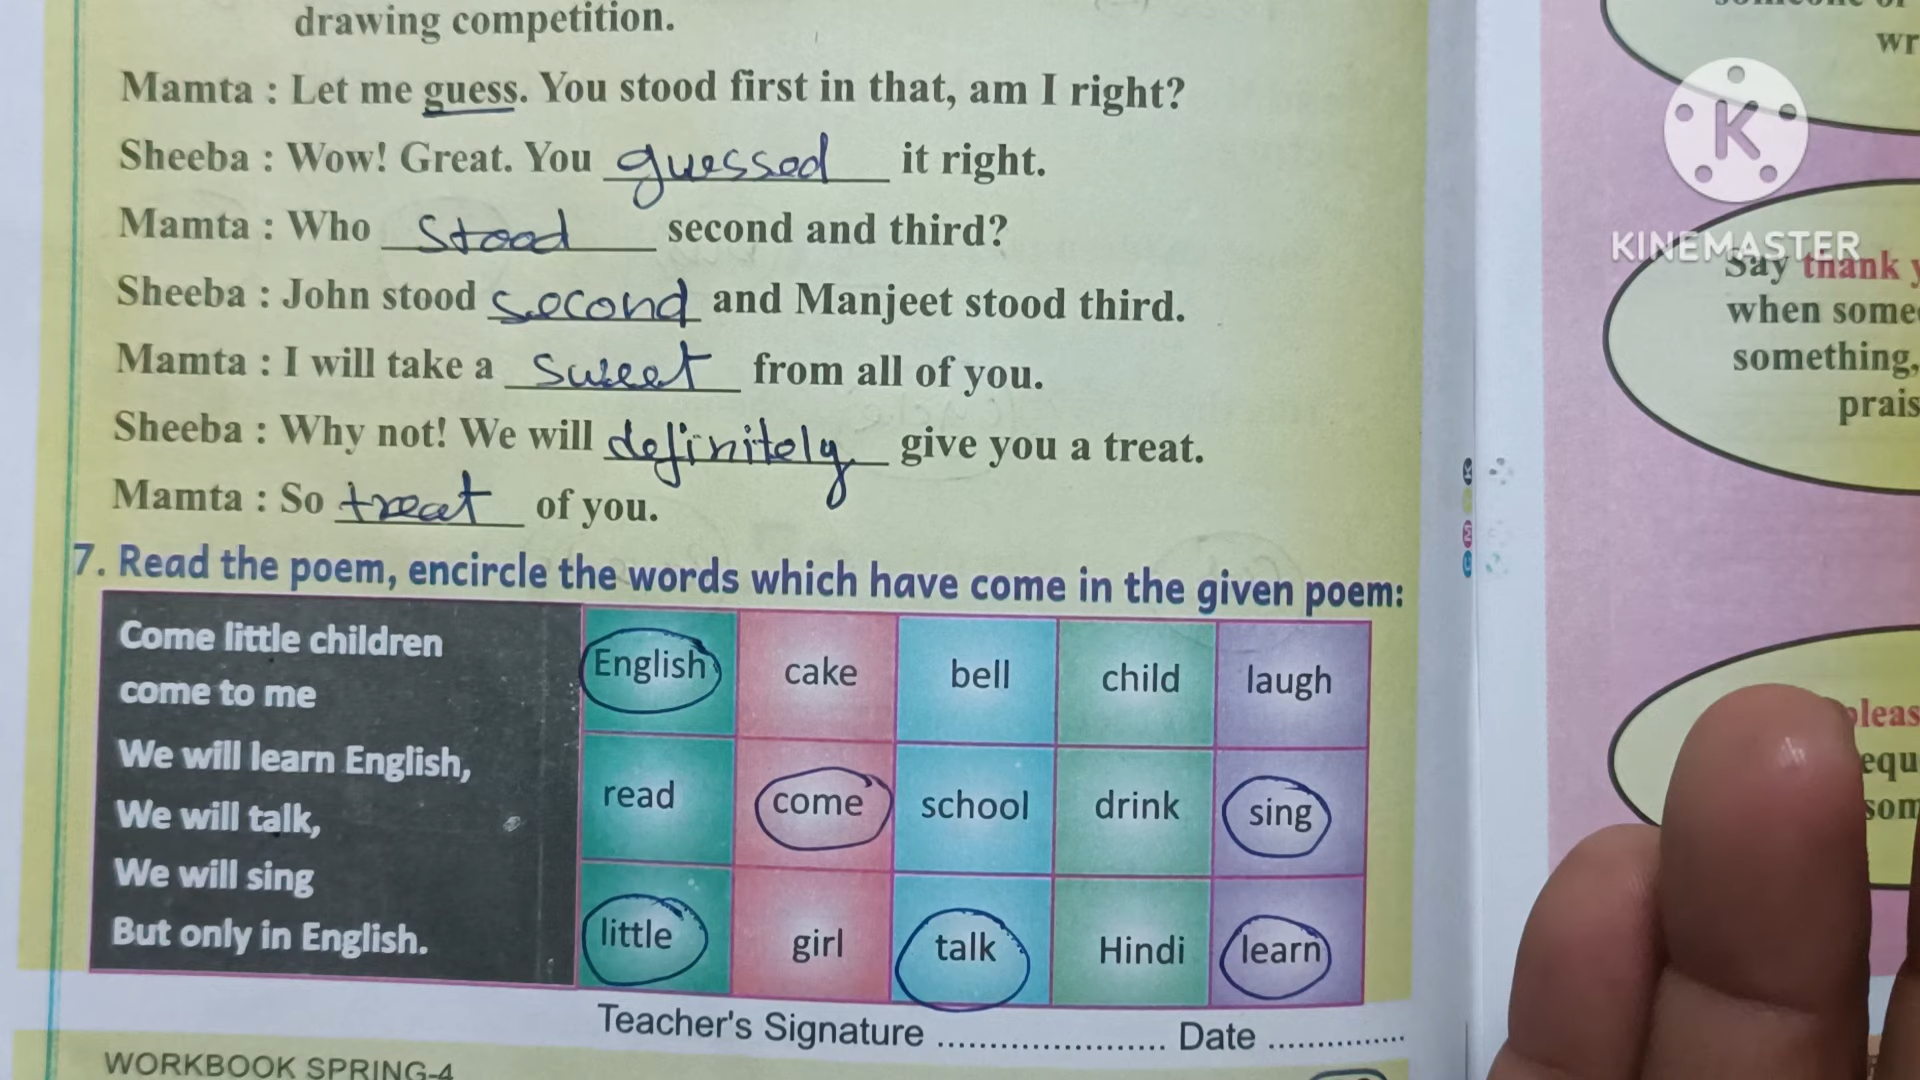 drawing competition.
Mamta : Let me guess. You stood first in that, am I right?
Sheeba : Wow! Great. You guessed it right.
Mamta : Who stood second and third?
Sheeba : John stood second and Manjeet stood third.
Mamta : I will take a sweet from all of you.
Sheeba : Why not! We will definitely give you a treat.
Mamta : So treat of you.
7. Read the poem, encircle the words which have come in the given poem:
Come little children
come to me
We will learn English,
We will talk,
We will sing
But only in English.
English cake bell child laugh
read come school drink sing
little girl talk Hindi learn
Teacher's Signature ...................... Date ..............
WORKBOOK SPRING-4
K
KINEMASTER
Say thank
when some
something,
prais